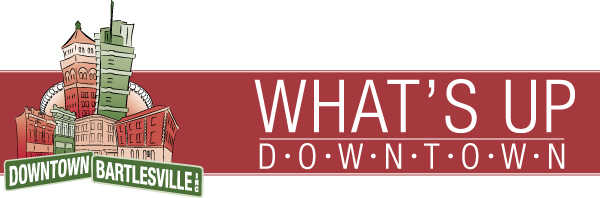 DOWNTOWN BARTLESVILLE INC
WHAT'S UP
D•O•W•N•T•O•W•N